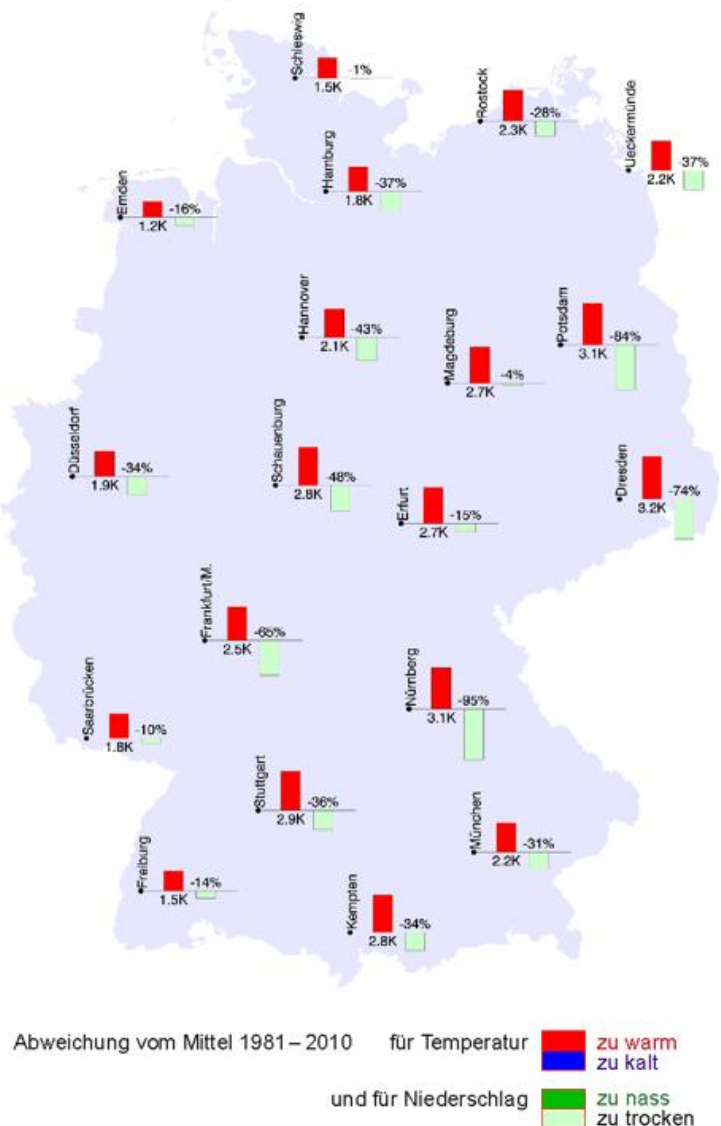 Schleswig
-1%
1.5K
Rostock
-28%
2.3K
Ueckermünde
-37%
2.2K
Hamburg
-37%
1.8K
Emden
-16%
1.2K
Hannover
-43%
2.1K
Magdeburg
-4%
2.7K
Potsdam
-84%
3.1K
Düsseldorf
-34%
1.9K
Schauenburg
-48%
2.8K
Erfurt
-15%
2.7K
Dresden
-74%
3.2K
Frankfurt/M.
-65%
2.5K
Saarbrücken
-10%
1.8K
Nürnberg
-95%
3.1K
Stuttgart
-36%
2.9K
München
-31%
2.2K
Freiburg
-14%
1.5K
Kempten
-34%
2.8K
Abweichung vom Mittel 1981 – 2010 für Temperatur zu warm
zu kalt
und für Niederschlag zu nass
zu trocken